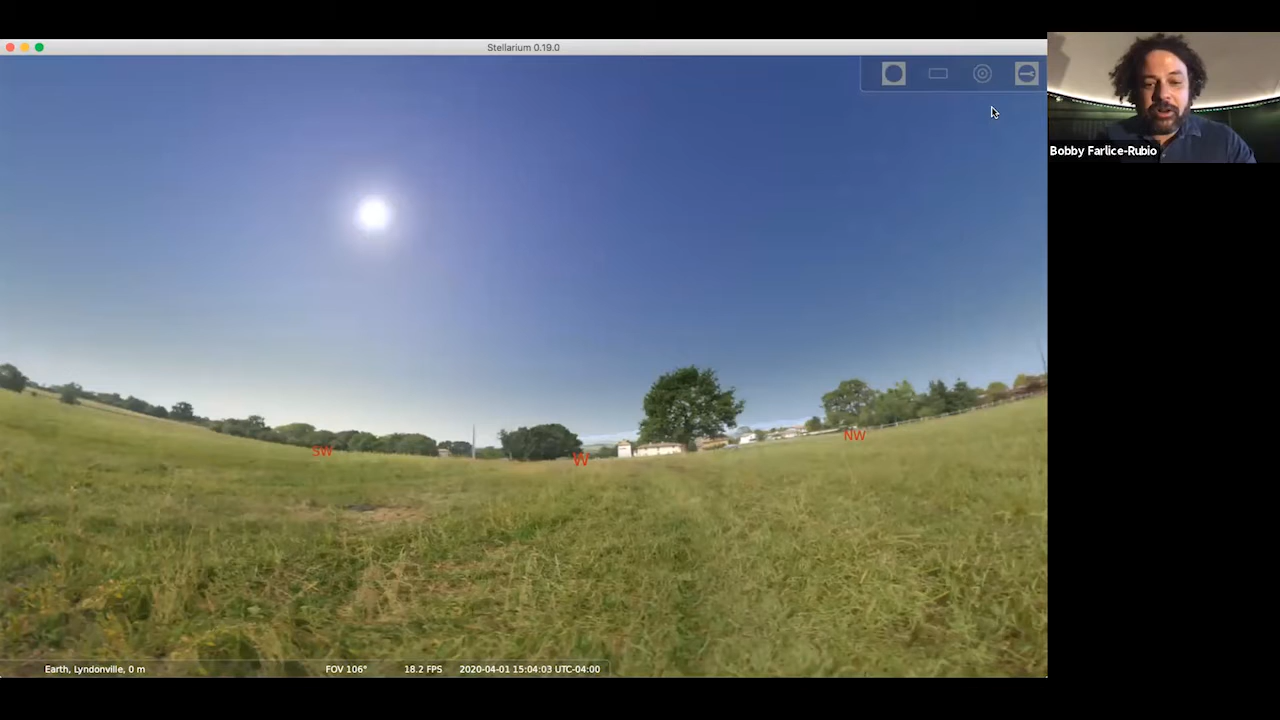 Stellarium 0.19.0
Bobby Farlice-Rubio
SW
W
NW
Earth, Lyndonville, 0 m
FOV 106°
18.2 FPS
2020-04-01 15:04:03 UTC-04:00